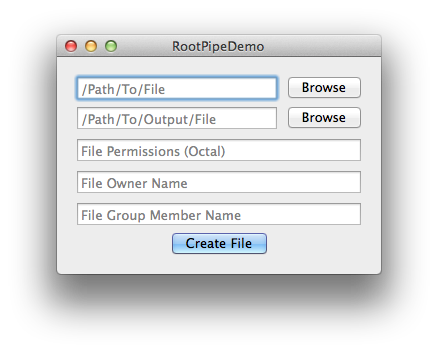 RootPipeDemo
/Path/To/File Browse
/Path/To/Output/File Browse
File Permissions (Octal)
File Owner Name
File Group Member Name
Create File